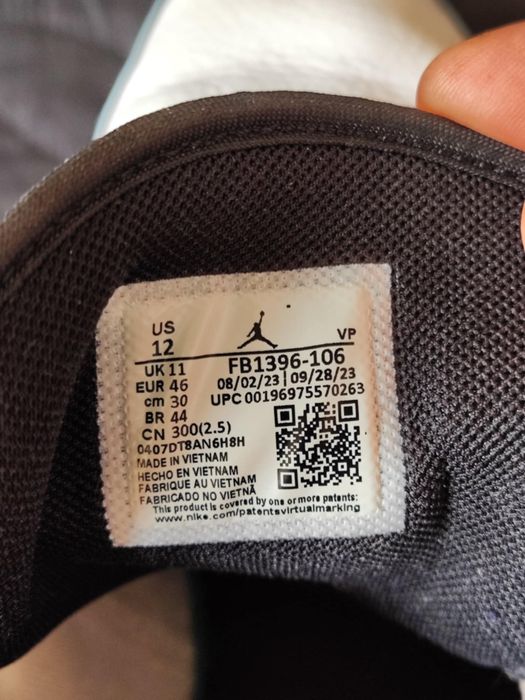 US
12
VP
UK 11
FB1396-106
EUR 46
08/02/23 | 09/28/23
cm 30
UPC 00196975570263
BR 44
CN 300(2.5)
0407DT8AN6H8H
MADE IN VIETNAM
HECHO EN VIETNAM
FABRIQUE AU VIETNAM
FABRICADO NO VIETNÃ
This product is covered by one or more patents:
www.nike.com/patentsvirtualmarking